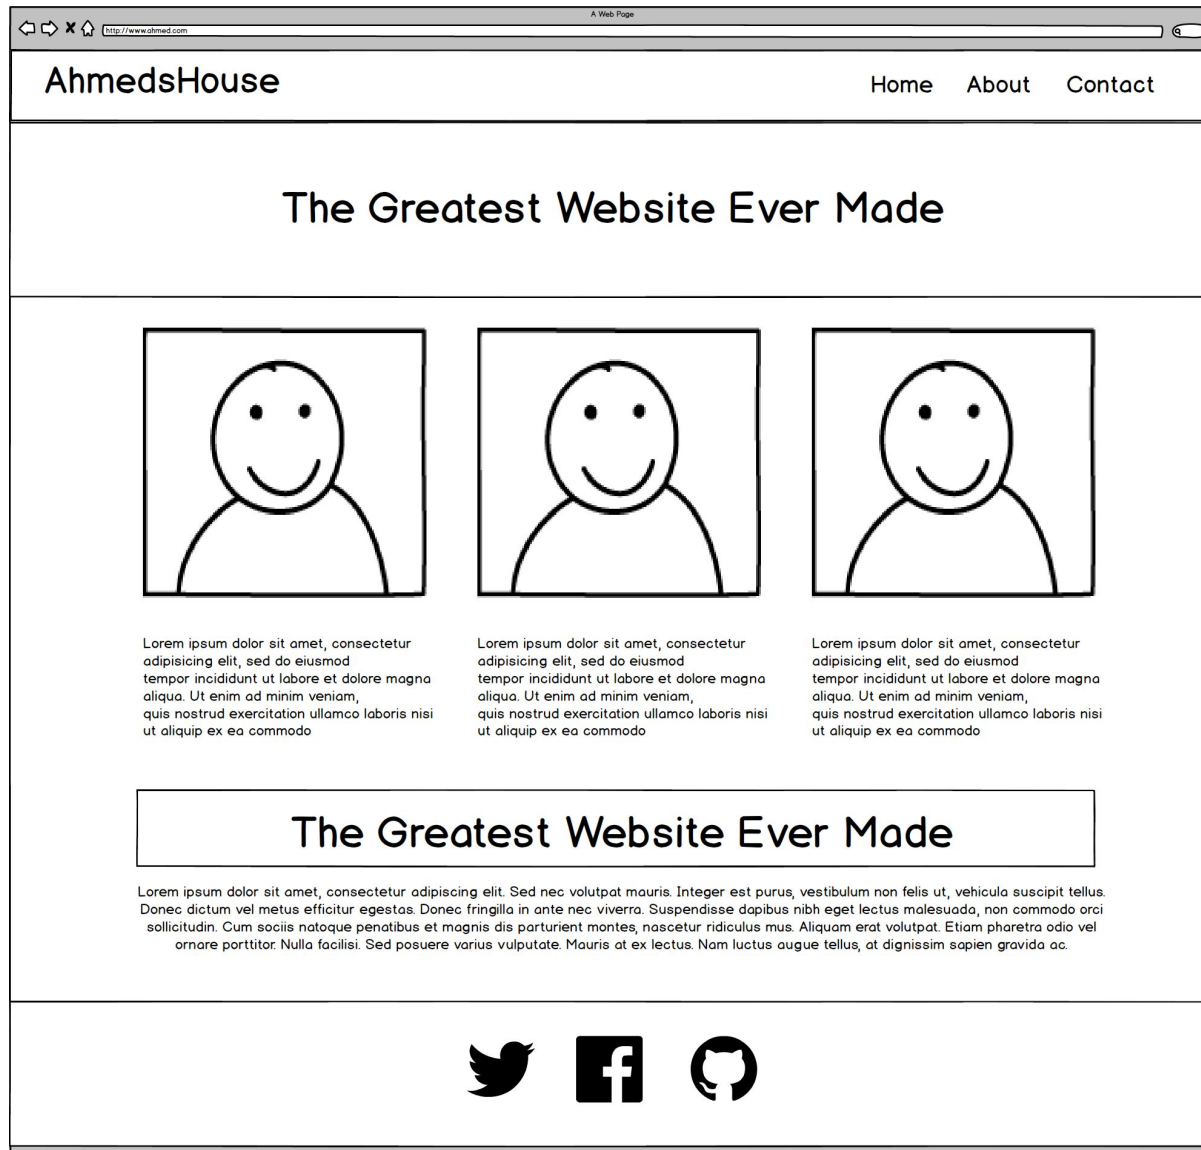 A Web Page
http://www.ahmed.com
AhmedsHouse
Home About Contact
The Greatest Website Ever Made
Lorem ipsum dolor sit amet, consectetur
adipisicing elit, sed do eiusmod
tempor incididunt ut labore et dolore magna
aliqua. Ut enim ad minim veniam,
quis nostrud exercitation ullamco laboris nisi
ut aliquip ex ea commodo
Lorem ipsum dolor sit amet, consectetur
adipisicing elit, sed do eiusmod
tempor incididunt ut labore et dolore magna
aliqua. Ut enim ad minim veniam,
quis nostrud exercitation ullamco laboris nisi
ut aliquip ex ea commodo
Lorem ipsum dolor sit amet, consectetur
adipisicing elit, sed do eiusmod
tempor incididunt ut labore et dolore magna
aliqua. Ut enim ad minim veniam,
quis nostrud exercitation ullamco laboris nisi
ut aliquip ex ea commodo
The Greatest Website Ever Made
Lorem ipsum dolor sit amet, consectetur adipiscing elit. Sed nec volutpat mauris. Integer est purus, vestibulum non felis ut, vehicula suscipit tellus.
Donec dictum vel metus efficitur egestas. Donec fringilla in ante nec viverra. Suspendisse dapibus nibh eget lectus malesuada, non commodo orci
sollicitudin. Cum sociis natoque penatibus et magnis dis parturient montes, nascetur ridiculus mus. Aliquam erat volutpat. Etiam pharetra odio vel
ornare porttitor. Nulla facilisi. Sed posuere varius vulputate. Mauris at ex lectus. Nam luctus augue tellus, at dignissim sapien gravida ac.